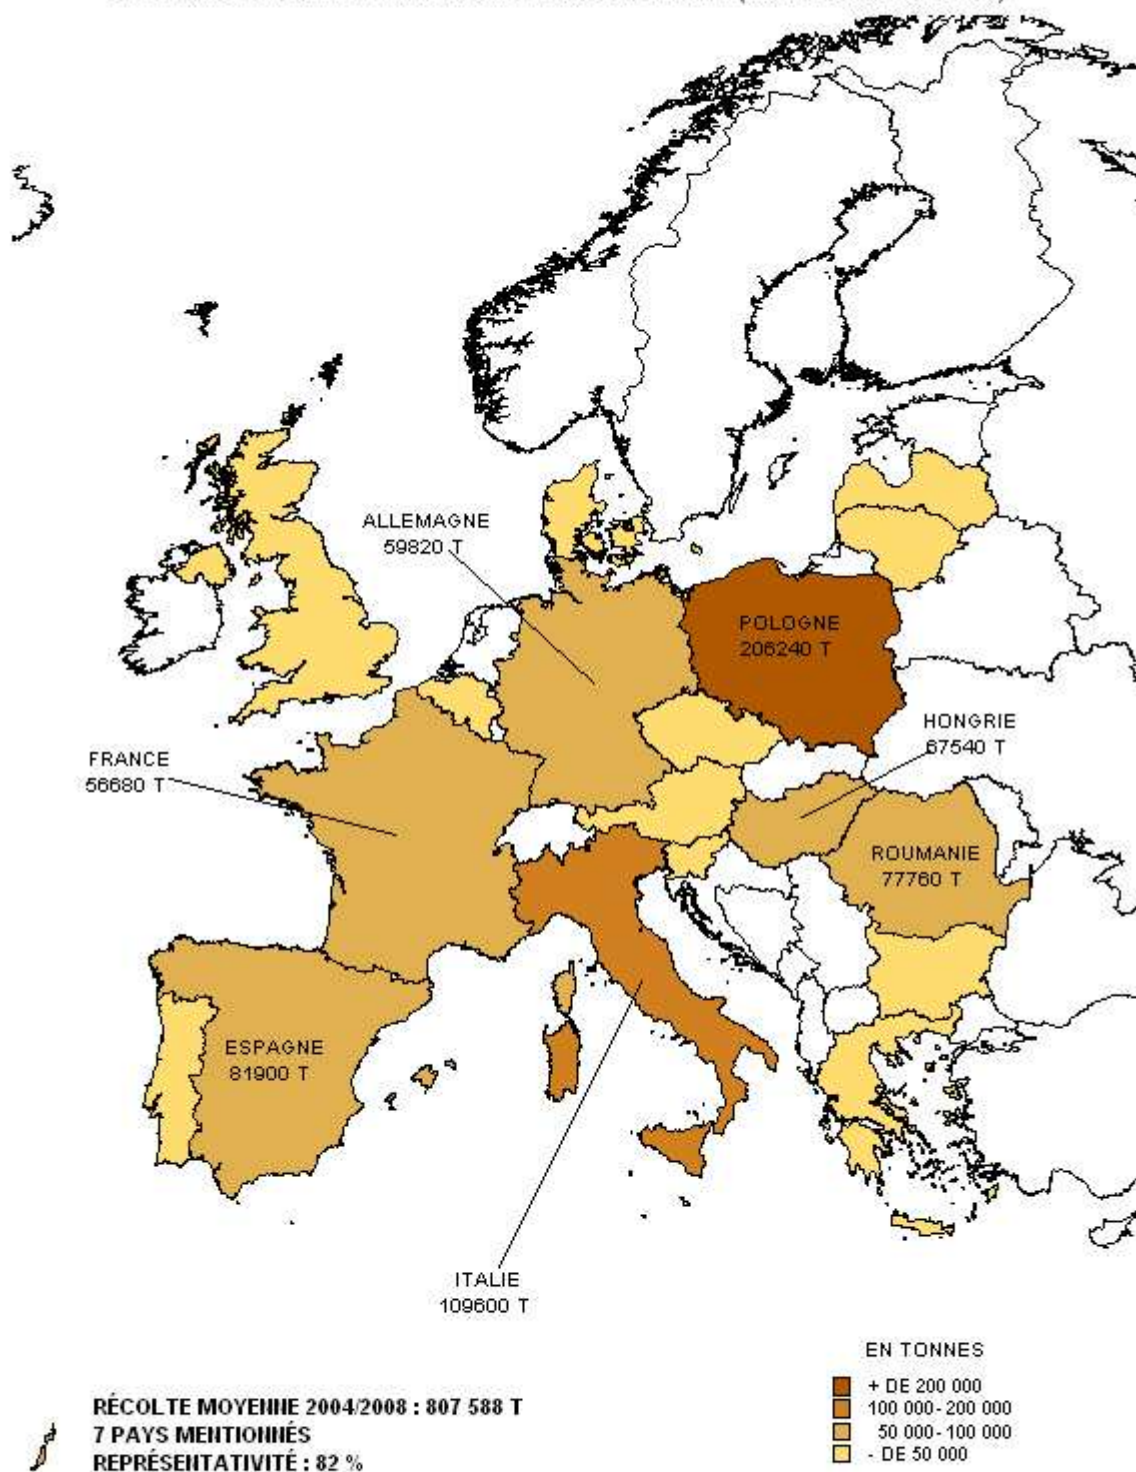 ALLEMAGNE
59820 T
POLOGNE
206240 T
HONGRIE
67540 T
FRANCE
56680 T
ROUMANIE
77760 T
ESPAGNE
81900 T
ITALIE
109600 T
EN TONNES
+ DE 200 000
100 000-200 000
50 000-100 000
- DE 50 000
RÉCOLTE MOYENNE 2004/2008 : 807 588 T
7 PAYS MENTIONNÉS
REPRÉSENTATIVITÉ : 82 %